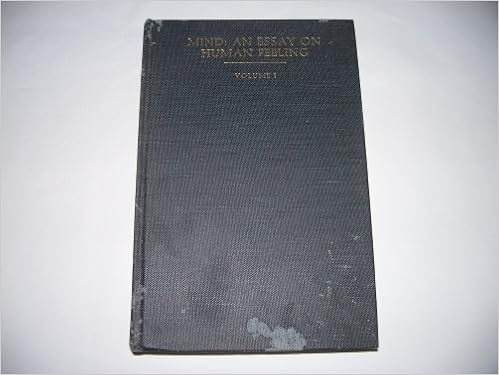 MIND: AN ESSAY ON
HUMAN FEELING
VOLUME I